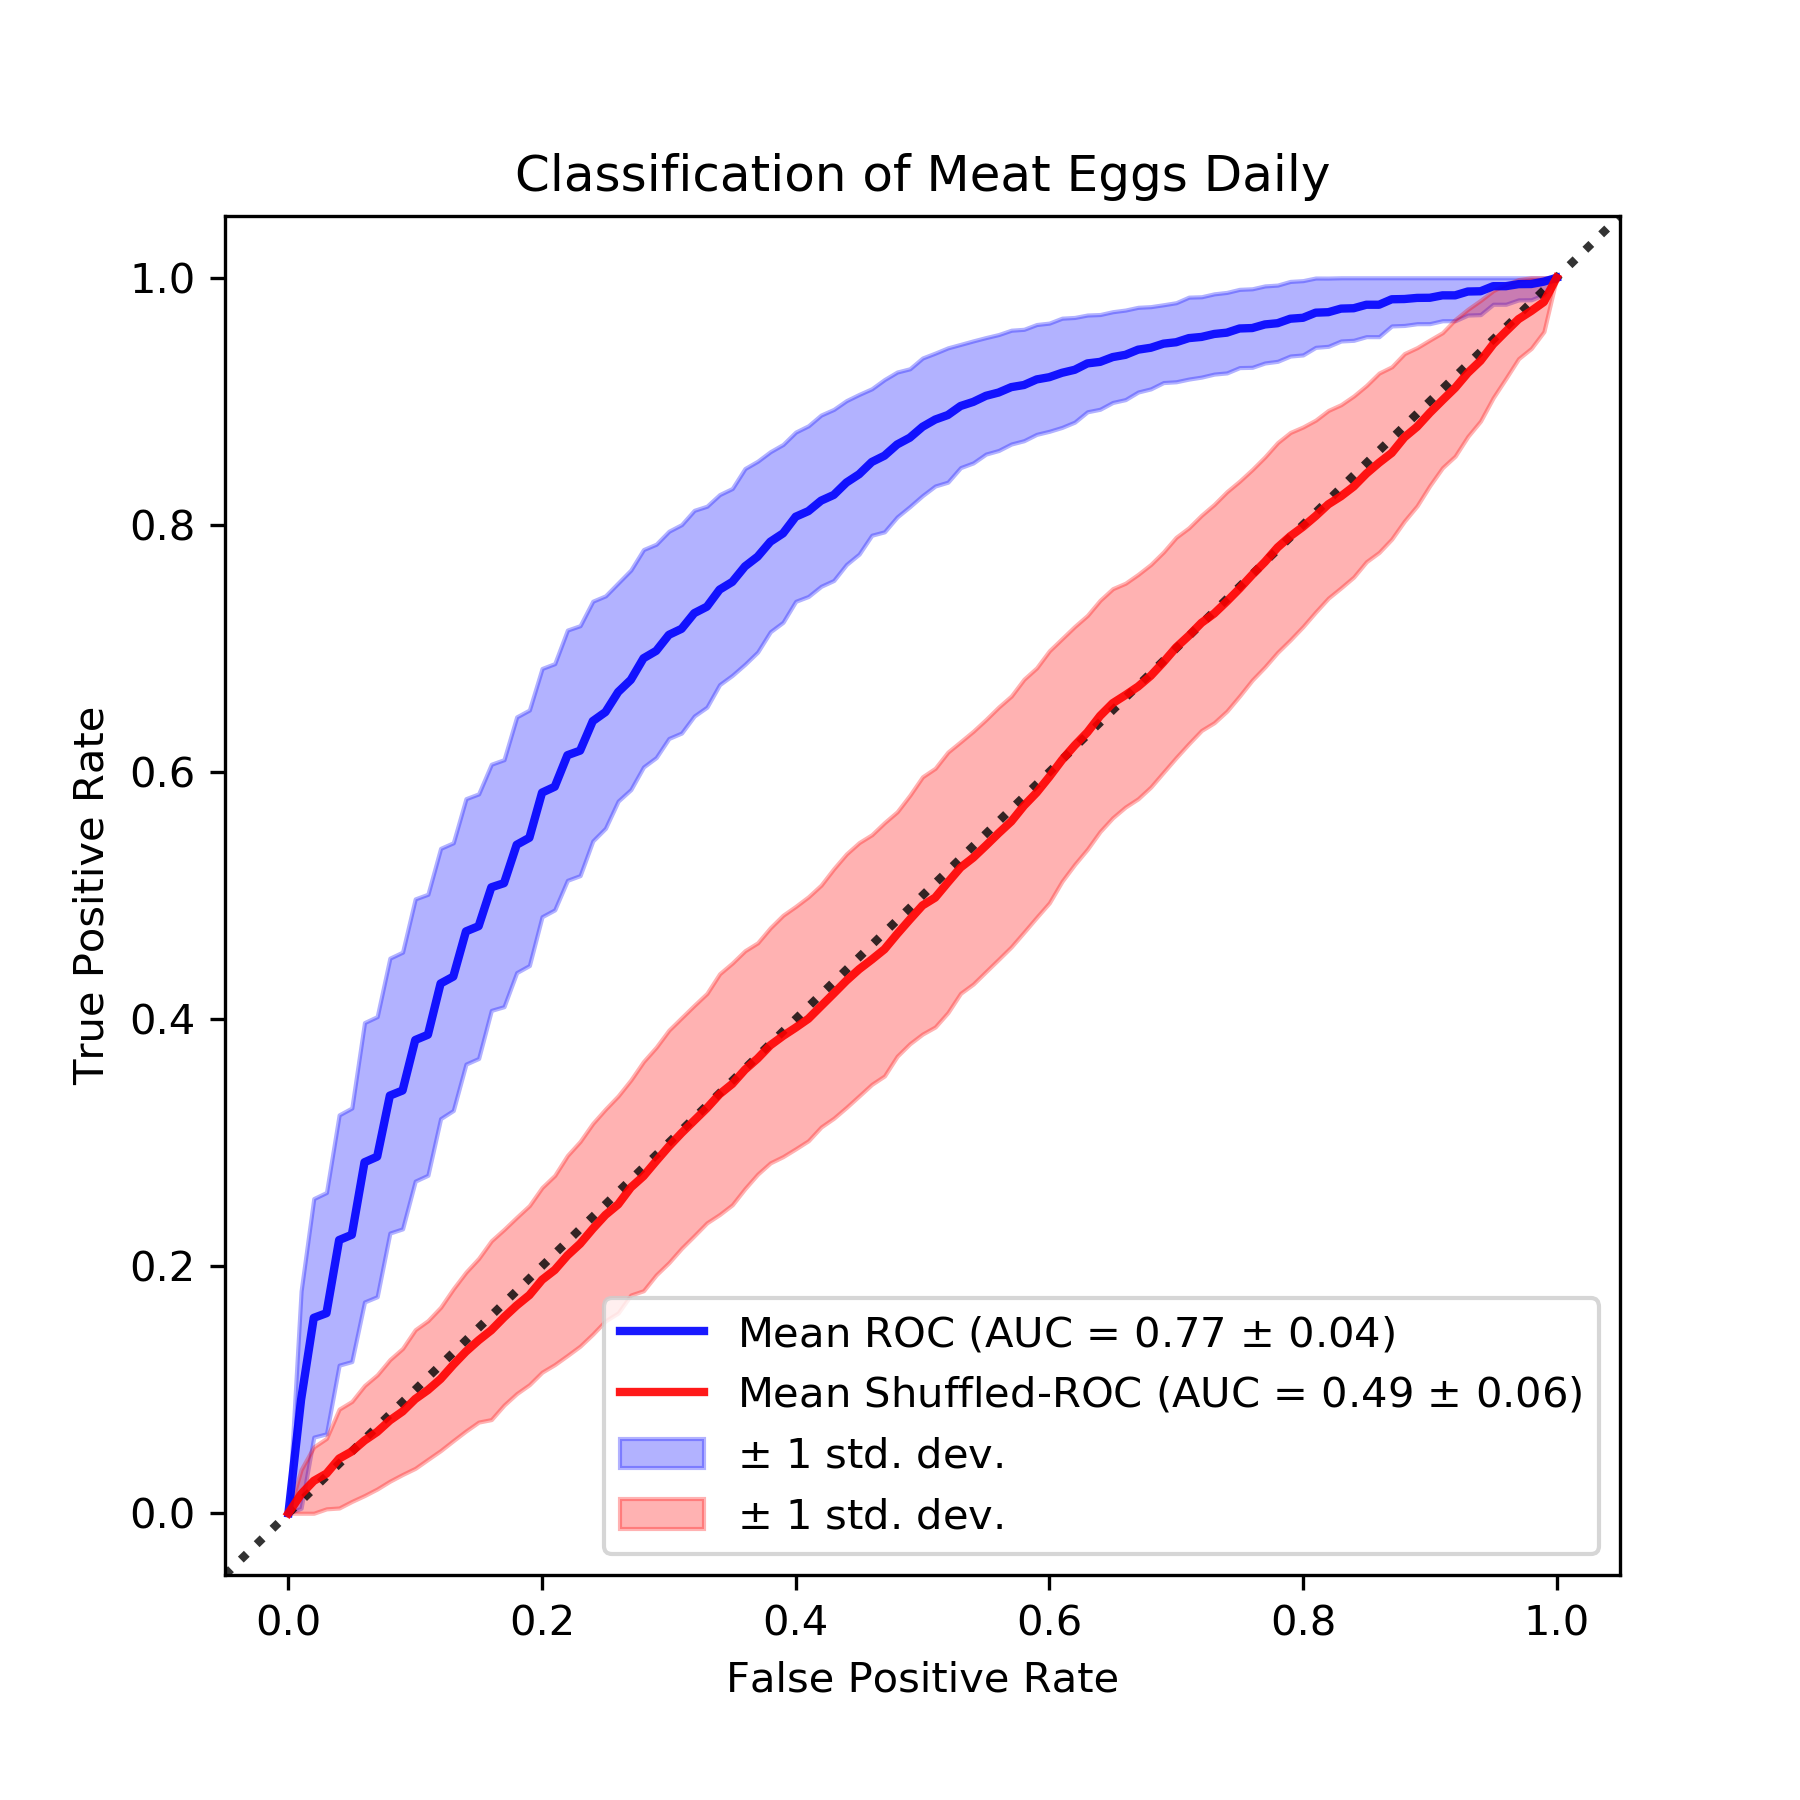 Classification of Meat Eggs Daily
True Positive Rate
1.0
0.8
0.6
0.4
0.2
0.0
Mean ROC (AUC = 0.77 ± 0.04)
Mean Shuffled-ROC (AUC = 0.49 ± 0.06)
± 1 std. dev.
± 1 std. dev.
0.0 0.2 0.4 0.6 0.8 1.0
False Positive Rate